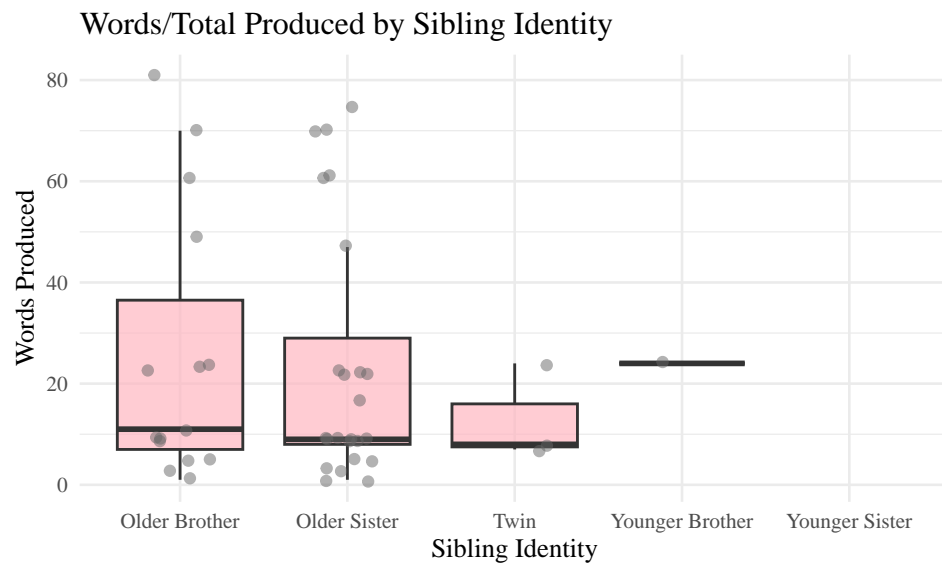 Words/Total Produced by Sibling Identity
Words Produced
80
60
40
20
0
Older Brother Older Sister Twin Younger Brother Younger Sister
Sibling Identity